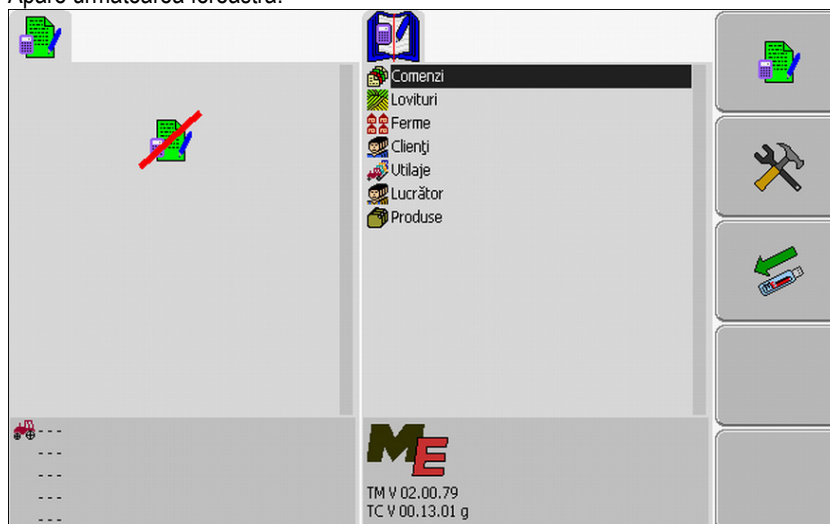 Apare următoarea fereastră:
Comenzi
Lovituri
Ferme
Clienţi
Utilaje
Lucrător
Produse
---
---
---
---
---
ME
TM V 02.00.79
TC V 00.13.01 g